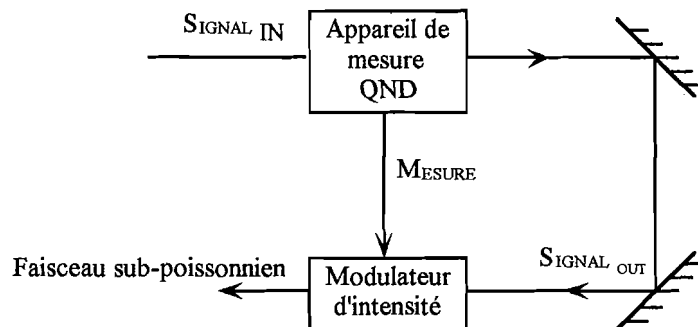 SIGNAL IN
Appareil de
mesure
QND
MESURE
Faisceau sub-poissonnien
Modulateur
d'intensité
SIGNAL OUT